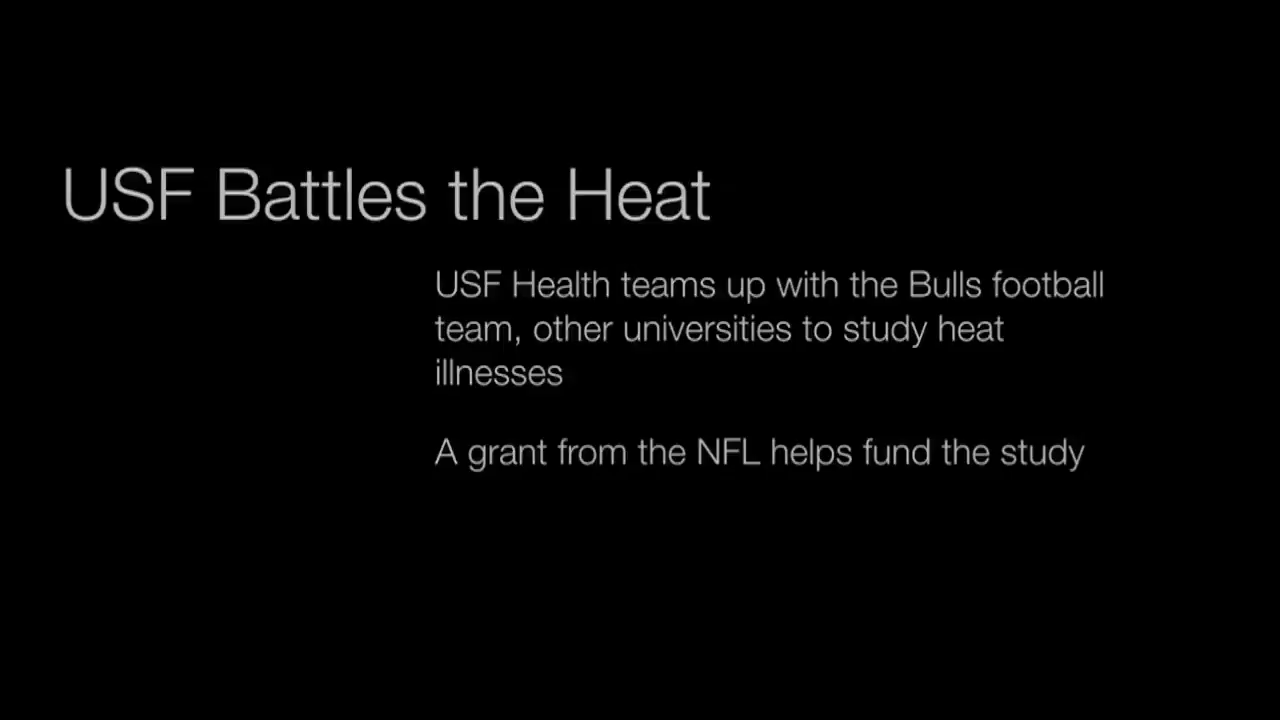 USF Battles the Heat
USF Health teams up with the Bulls football
team, other universities to study heat
illnesses
A grant from the NFL helps fund the study